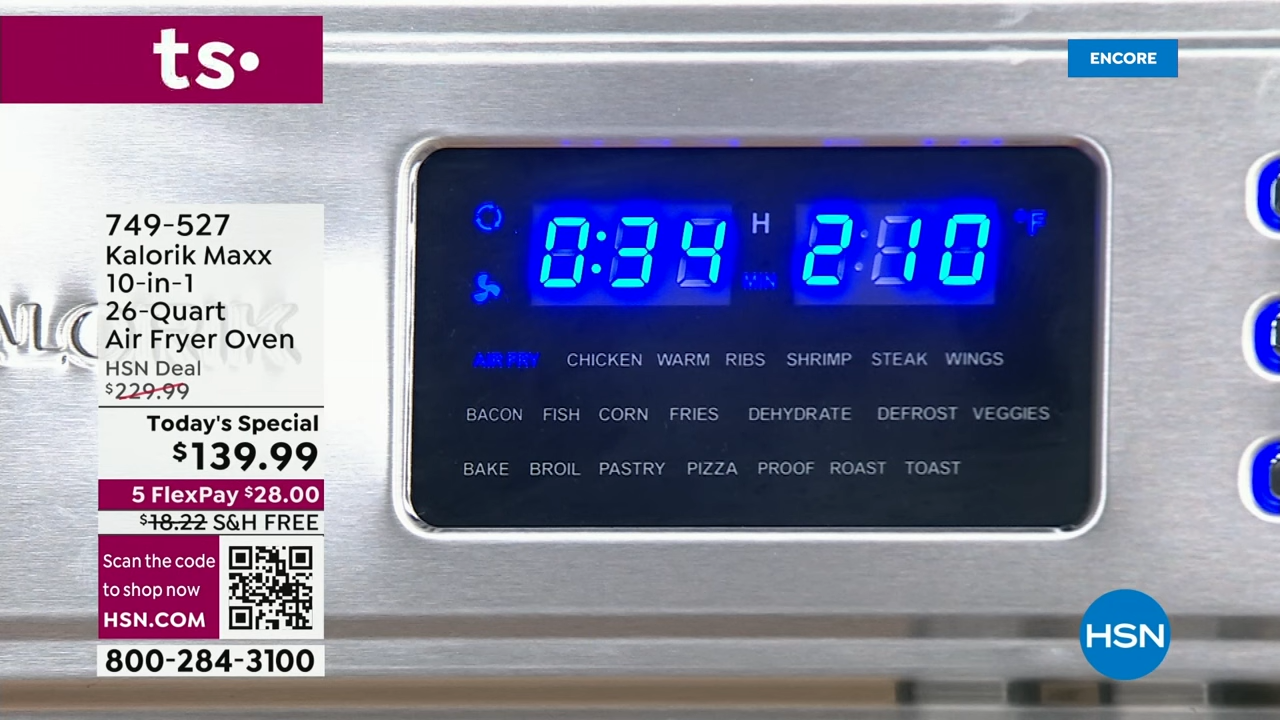 ts.
ENCORE
749-527
Kalorik Maxx
10-in-1
26-Quart
Air Fryer Oven
HSN Deal
$229.99
Today's Special
$139.99
5 FlexPay $28.00
$18.22 S&H FREE
Scan the code
to shop now
HSN.COM
800-284-3100
0:34 H MIN 210 °F
AIR FRY CHICKEN WARM RIBS SHRIMP STEAK WINGS
BACON FISH CORN FRIES DEHYDRATE DEFROST VEGGIES
BAKE BROIL PASTRY PIZZA PROOF ROAST TOAST
HSN